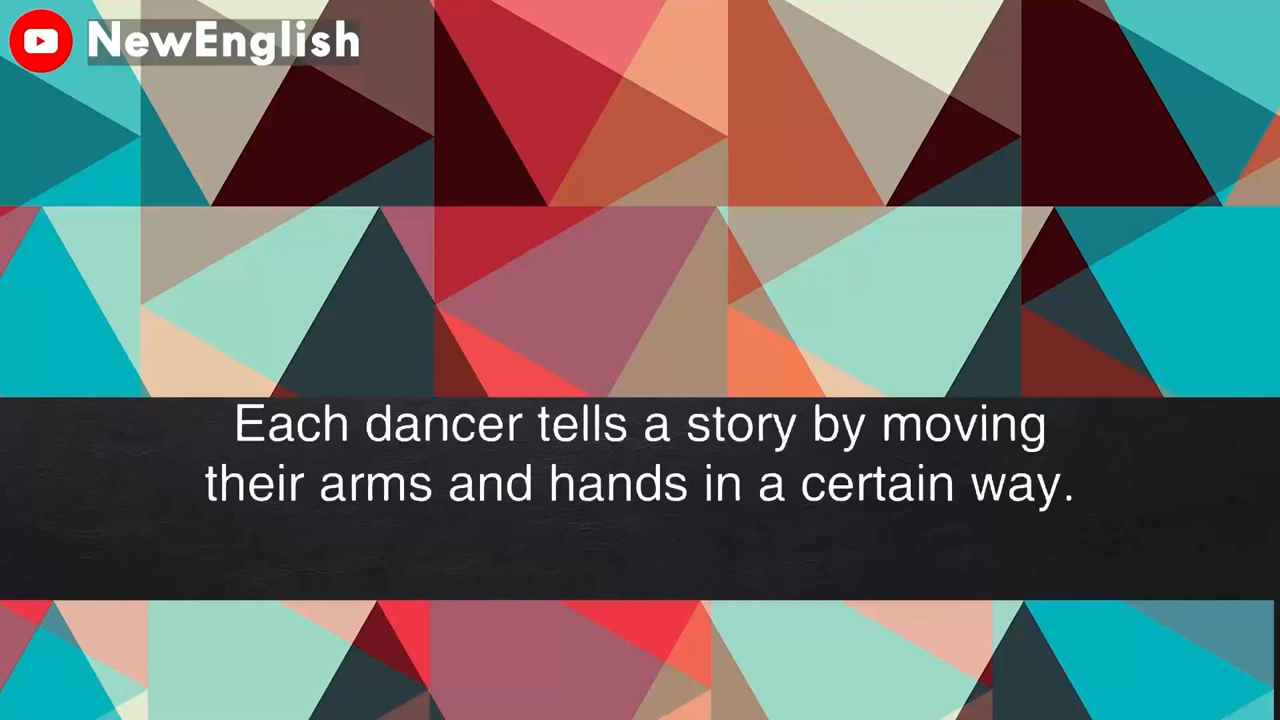 NewEnglish
Each dancer tells a story by moving
their arms and hands in a certain way.